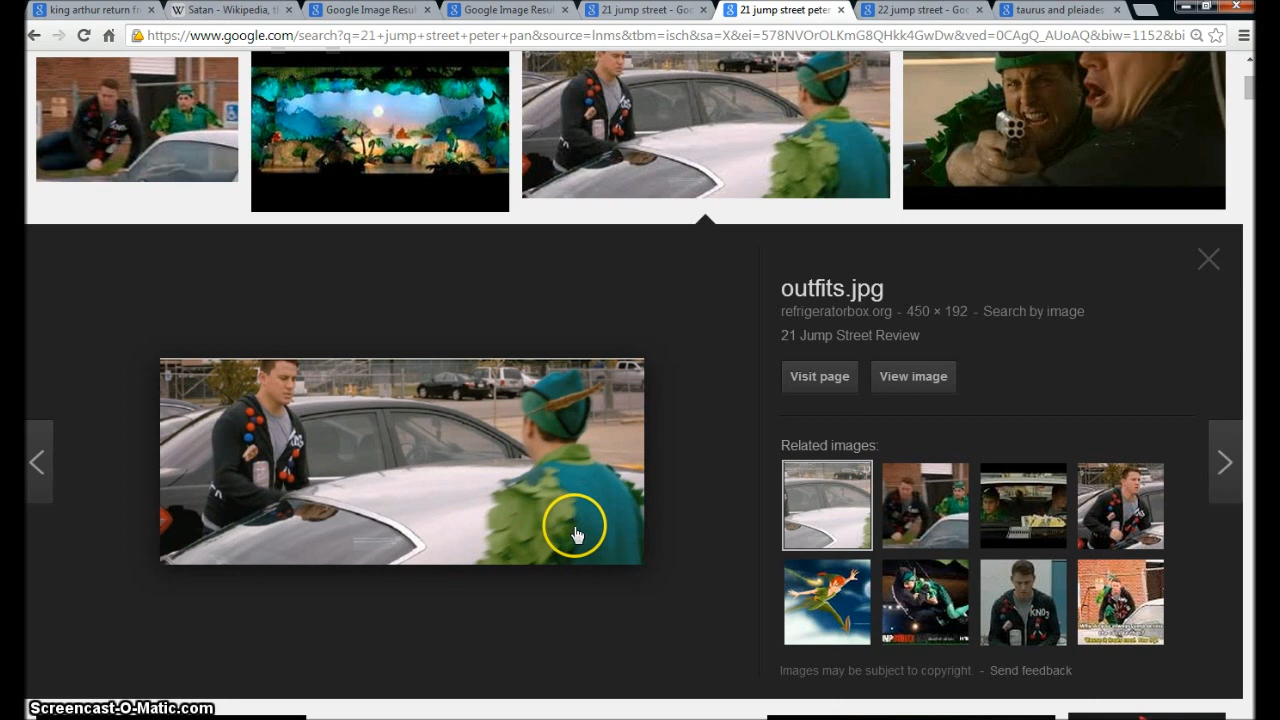 king arthur return fr
Satan - Wikipedia, th
Google Image Resul
Google Image Resul
21 jump street - Goo
21 jump street peter
22 jump street - Goo
taurus and pleiades
https://www.google.com/search?q=21+jump+street+peter+pan&source=lnms&tbm=isch&sa=X&ei=578NVOrOLKmG8QHkk4GwDw&ved=0CAgQ_AUoAQ&biw=1152&bi
outfits.jpg
refrigeratorbox.org - 450 × 192 - Search by image
21 Jump Street Review
Visit page
View image
Related images:
Images may be subject to copyright. - Send feedback
Screencast-O-Matic.com